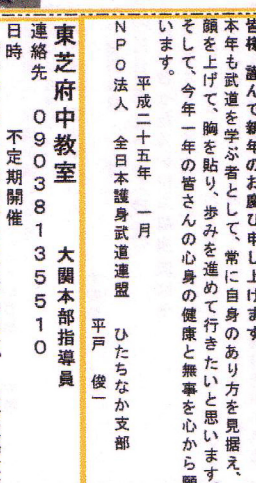 皆様 謹んで新年のお慶び申し上げます
本年も武道を学ぶ者として、常に自身のあり方を見据え、
顔を上げて、胸を貼り、歩みを進めて行きたいと思います。
そして、今年一年の皆さんの心身の健康と無事を心から願
います。
平成二十五年 一月
NPO法人 全日本護身武道連盟 ひたちなか支部
平戸 俊一
東芝府中教室 大関本部指導員
連絡先 09038135510
日時 不定期開催